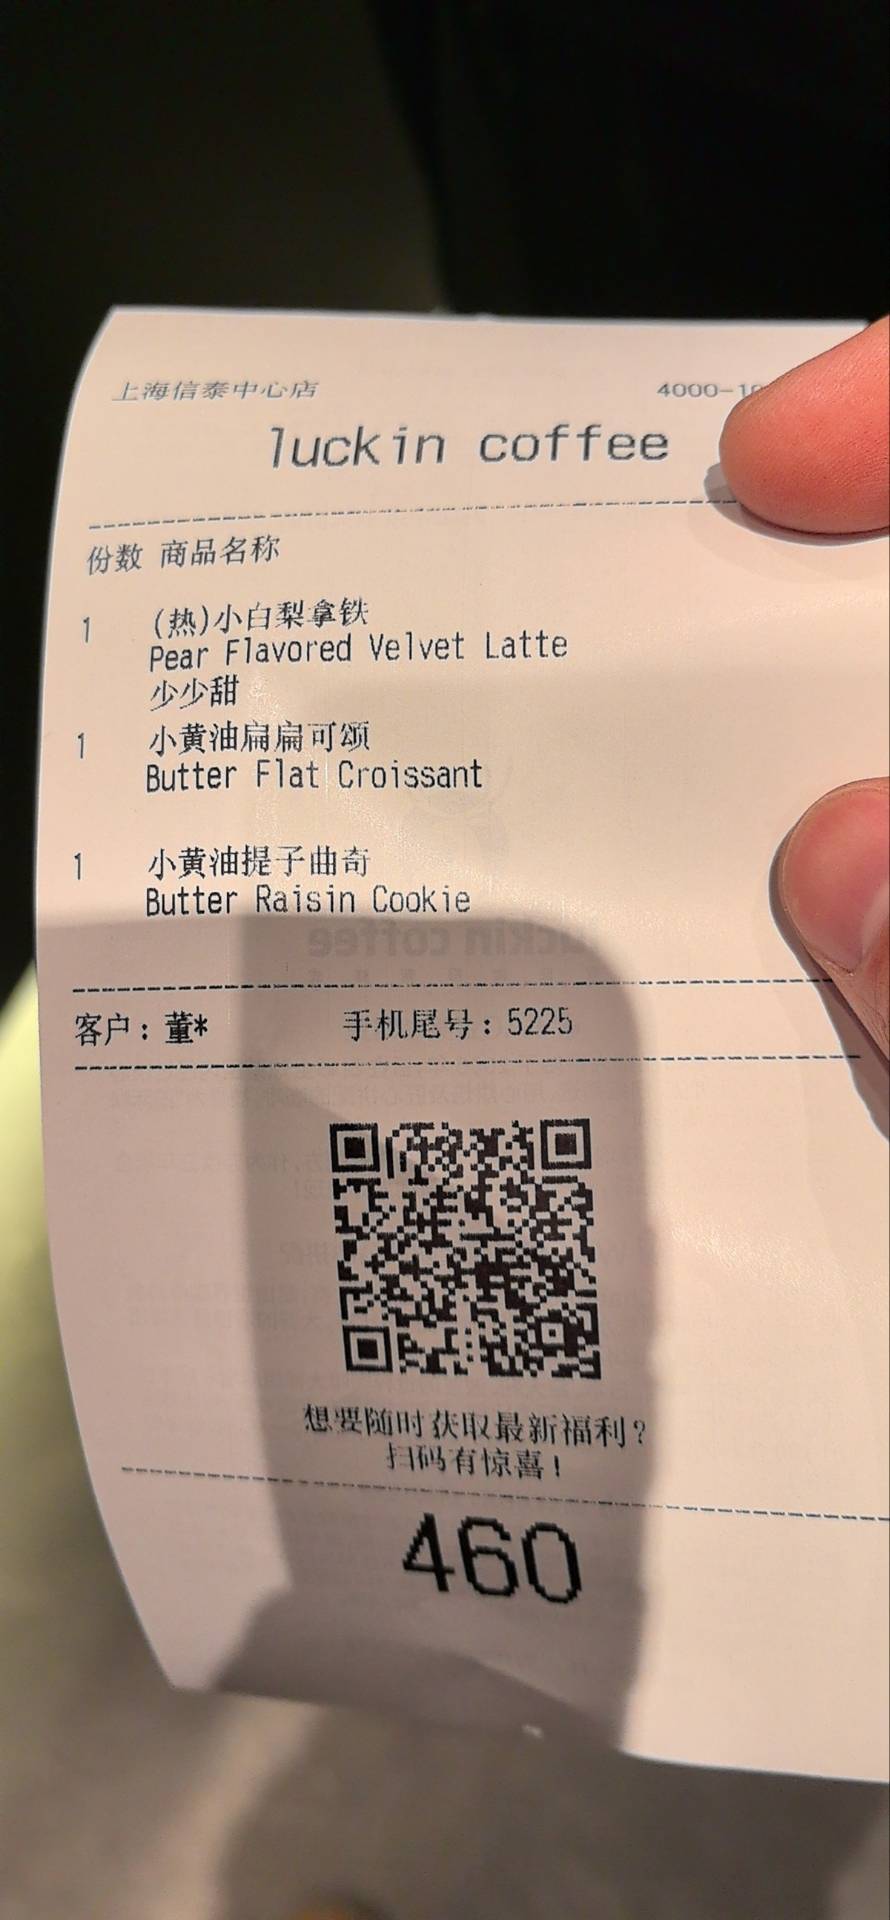 上海信泰中心店 4000-10
luckin coffee
份数 商品名称
1 (热)小白梨拿铁
Pear Flavored Velvet Latte
少少甜
1 小黄油扁扁可颂
Butter Flat Croissant
1 小黄油提子曲奇
Butter Raisin Cookie
客户：董* 手机尾号：5225
想要随时获取最新福利？
扫码有惊喜！
460